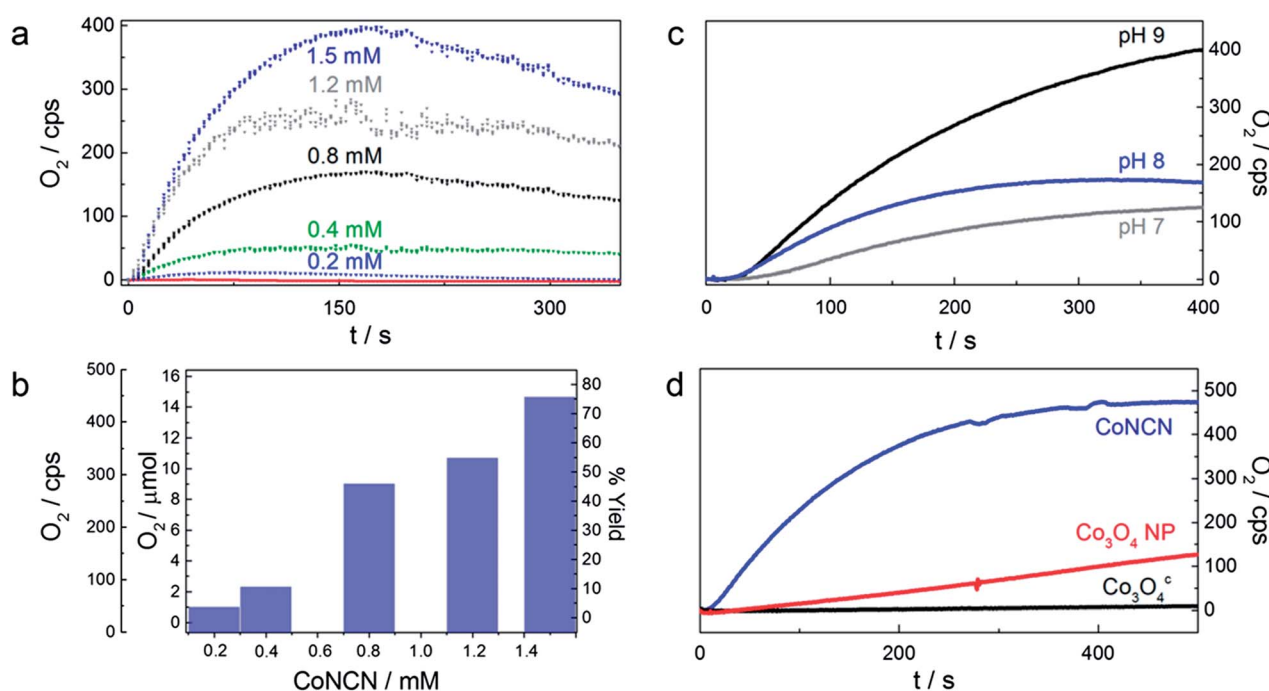 a
O₂ / cps
400
300
200
100
0
1.5 mM
1.2 mM
0.8 mM
0.4 mM
0.2 mM
0
150
300
t / s
c
pH 9
pH 8
pH 7
400
300
200
100
0
O₂ / cps
0
100
200
300
400
t / s
b
O₂ / cps
500
400
300
200
100
0
O₂ / μmol
16
14
12
10
8
6
4
2
0
80
70
60
50
40
30
20
10
0
% Yield
0.2
0.4
0.6
0.8
1.0
1.2
1.4
CoNCN / mM
d
CoNCN
Co₃O₄ NP
Co₃O₄ᶜ
500
400
300
200
100
0
O₂ / cps
0
200
400
t / s